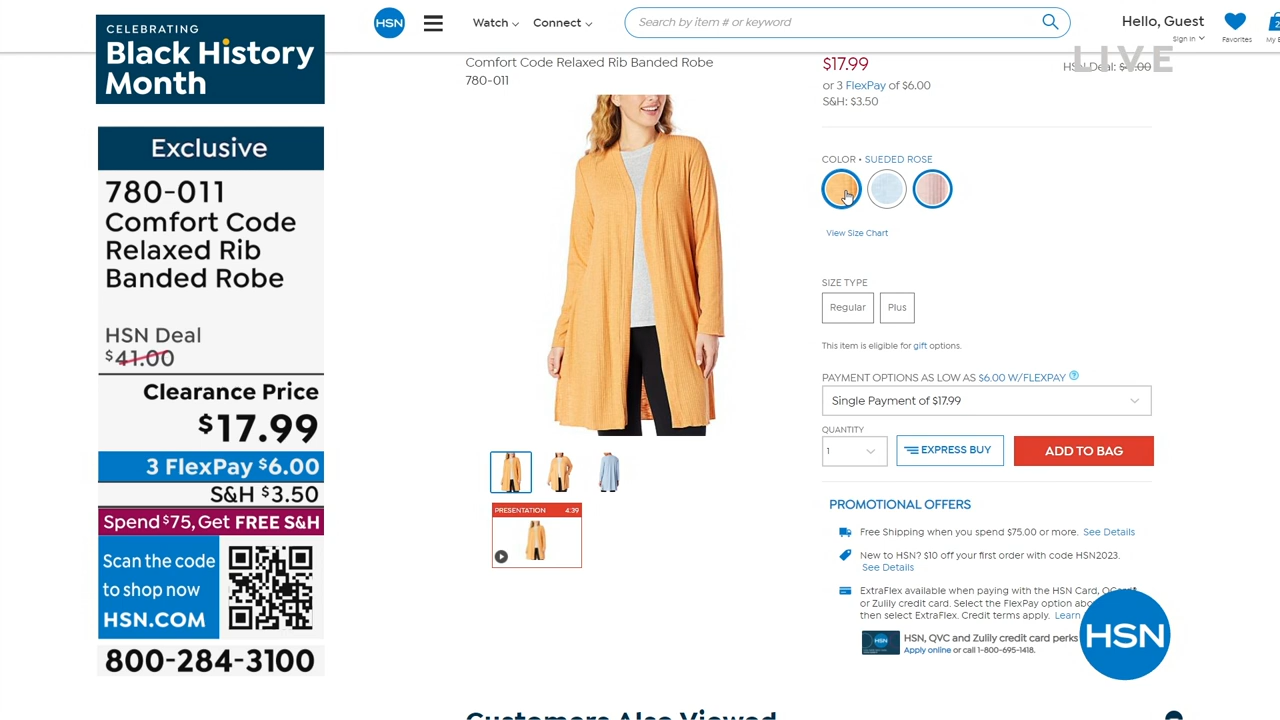 CELEBRATING
Black History
Month
Exclusive
780-011
Comfort Code
Relaxed Rib
Banded Robe
HSN Deal
$41.00
Clearance Price
$17.99
3 FlexPay $6.00
S&H $3.50
Spend $75, Get FREE S&H
Scan the code
to shop now
HSN.COM
800-284-3100
HSN
Watch
Connect
Search by item # or keyword
Hello, Guest
Sign In
Favorites
LIVE
Comfort Code Relaxed Rib Banded Robe
780-011
$17.99
or 3 FlexPay of $6.00
S&H: $3.50
COLOR • SUEDED ROSE
View Size Chart
SIZE TYPE
Regular
Plus
This item is eligible for gift options.
PAYMENT OPTIONS AS LOW AS $6.00 W/FLEXPAY
Single Payment of $17.99
QUANTITY
1
EXPRESS BUY
ADD TO BAG
PRESENTATION 4:39
PROMOTIONAL OFFERS
Free Shipping when you spend $75.00 or more. See Details
New to HSN? $10 off your first order with code HSN2023.
See Details
ExtraFlex available when paying with the HSN Card,
or Zulily credit card. Select the FlexPay option
then select ExtraFlex. Credit terms apply. Learn
HSN, QVC and Zulily credit card perks
Apply online or call 1-800-695-1418.
HSN
Customers Also Viewed